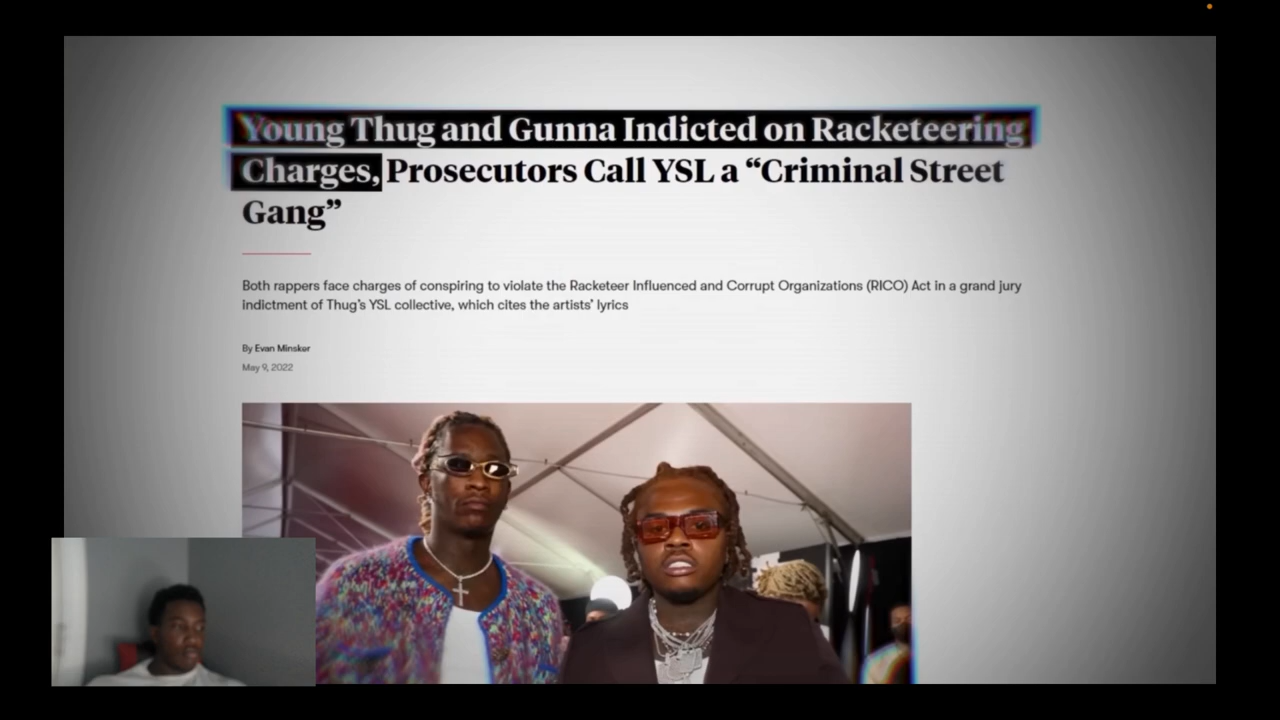 Young Thug and Gunna Indicted on Racketeering
Charges, Prosecutors Call YSL a “Criminal Street
Gang”
Both rappers face charges of conspiring to violate the Racketeer Influenced and Corrupt Organizations (RICO) Act in a grand jury
indictment of Thug’s YSL collective, which cites the artists’ lyrics
By Evan Minsker
May 9, 2022